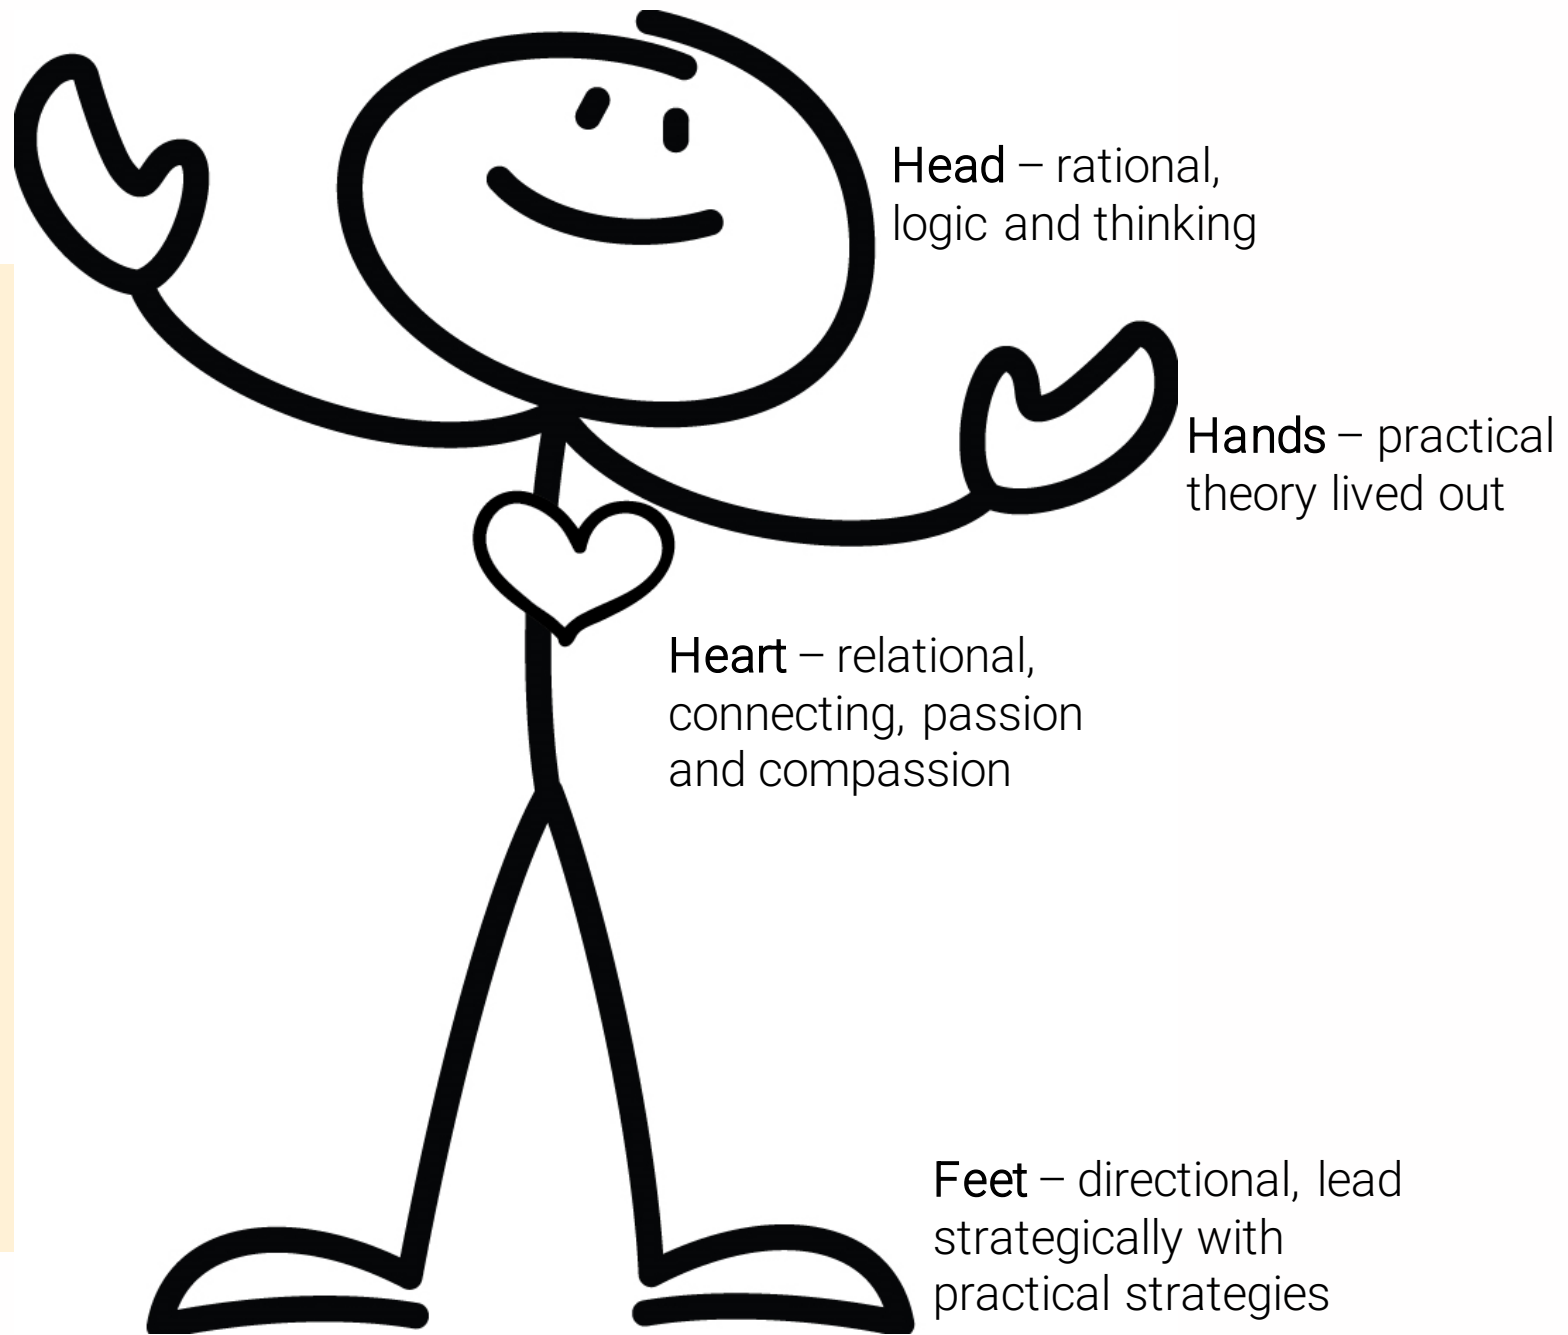 Head – rational,
logic and thinking
Hands – practical
theory lived out
Heart – relational,
connecting, passion
and compassion
Feet – directional, lead
strategically with
practical strategies